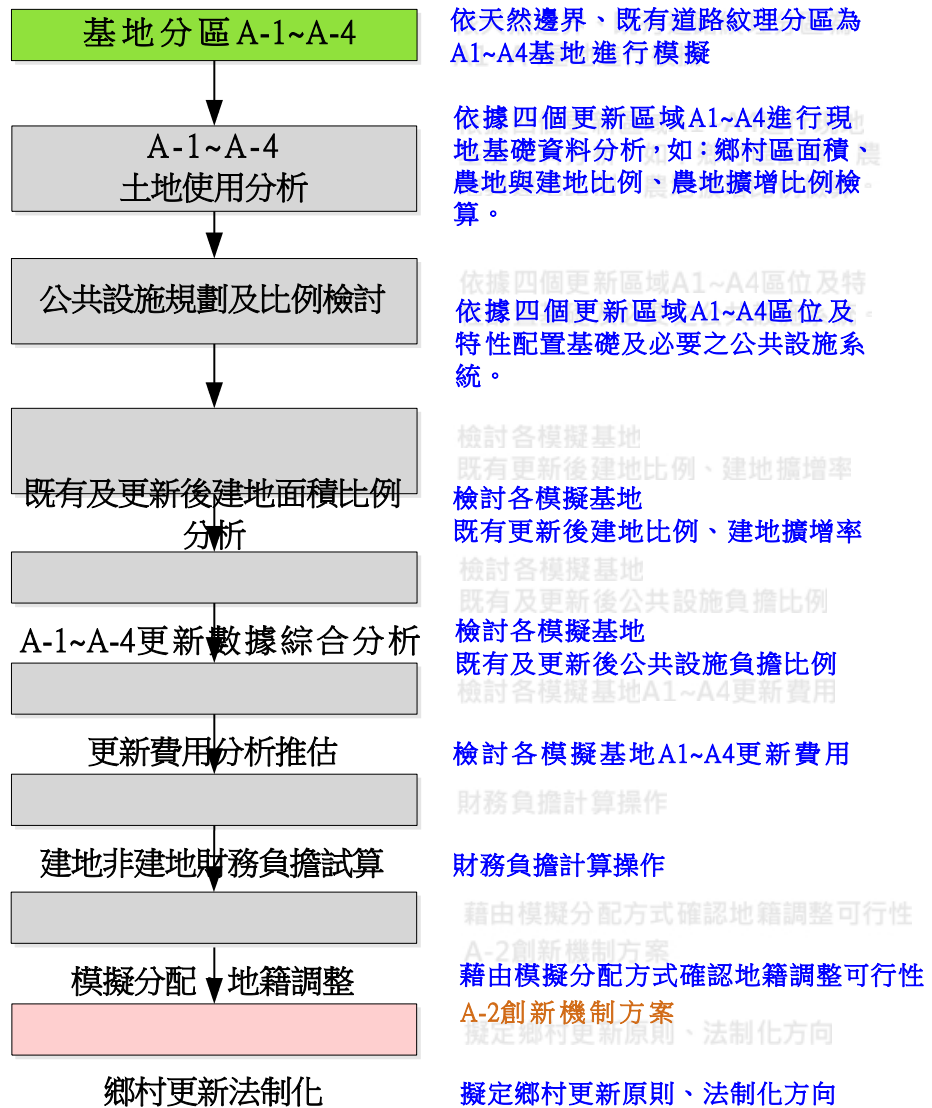 基地分區A-1~A-4
依天然邊界、既有道路紋理分區為
A1~A4基地進行模擬
A-1~A-4
土地使用分析
依據四個更新區域A1~A4進行現
地基礎資料分析，如：鄉村區面積、
農地與建地比例、農地擴增比例檢
算。
公共設施規劃及比例檢討
依據四個更新區域A1~A4區位及
特性配置基礎及必要之公共設施系
統。
既有及更新後建地面積比例
分析
檢討各模擬基地
既有更新後建地比例、建地擴增率
A-1~A-4更新數據綜合分析
檢討各模擬基地
既有及更新後公共設施負擔比例
更新費用分析推估
檢討各模擬基地A1~A4更新費用
建地非建地財務負擔試算
財務負擔計算操作
模擬分配 地籍調整
藉由模擬分配方式確認地籍調整可行性
A-2創新機制方案
鄉村更新法制化
擬定鄉村更新原則、法制化方向